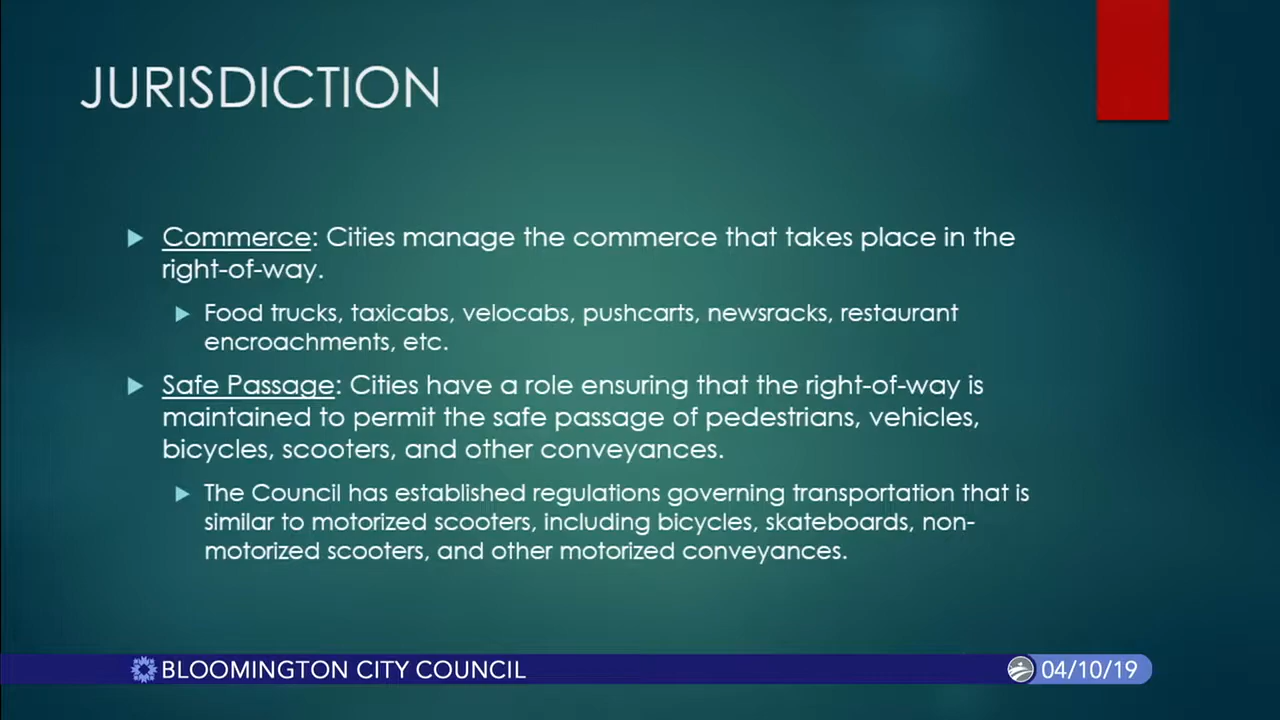 JURISDICTION
Commerce: Cities manage the commerce that takes place in the
right-of-way.
Food trucks, taxicabs, velocabs, pushcarts, newsracks, restaurant
encroachments, etc.
Safe Passage: Cities have a role ensuring that the right-of-way is
maintained to permit the safe passage of pedestrians, vehicles,
bicycles, scooters, and other conveyances.
The Council has established regulations governing transportation that is
similar to motorized scooters, including bicycles, skateboards, non-
motorized scooters, and other motorized conveyances.
BLOOMINGTON CITY COUNCIL
04/10/19